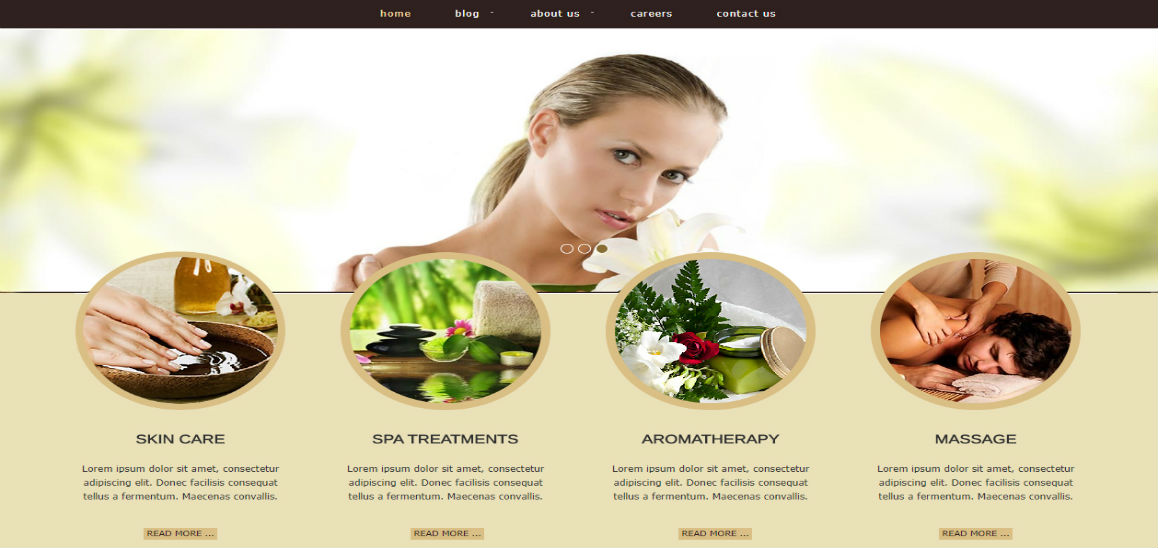 home blog about us careers contact us
SKIN CARE
Lorem ipsum dolor sit amet, consectetur
adipiscing elit. Donec facilisis consequat
tellus a fermentum. Maecenas convallis.
READ MORE ...
SPA TREATMENTS
Lorem ipsum dolor sit amet, consectetur
adipiscing elit. Donec facilisis consequat
tellus a fermentum. Maecenas convallis.
READ MORE ...
AROMATHERAPY
Lorem ipsum dolor sit amet, consectetur
adipiscing elit. Donec facilisis consequat
tellus a fermentum. Maecenas convallis.
READ MORE ...
MASSAGE
Lorem ipsum dolor sit amet, consectetur
adipiscing elit. Donec facilisis consequat
tellus a fermentum. Maecenas convallis.
READ MORE ...